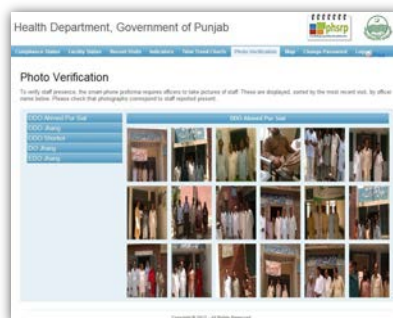 Health Department, Government of Punjab
phsrp
Compliance Status Facility Status Recent Visits Indicators Time Trend Charts Photo Verification Map Change Password Logout
Photo Verification
To verify staff presence, the smart phone proforma requires officers to take pictures of staff. These are displayed, sorted by the most recent visit, by officer
name below. Please check that photographs correspond to staff reported present.
DDO Ahmed Pur Sial
DDO Ahmed Pur Sial
DDO Jhang
DDO Shorkot
DO Jhang
EDO Jhang